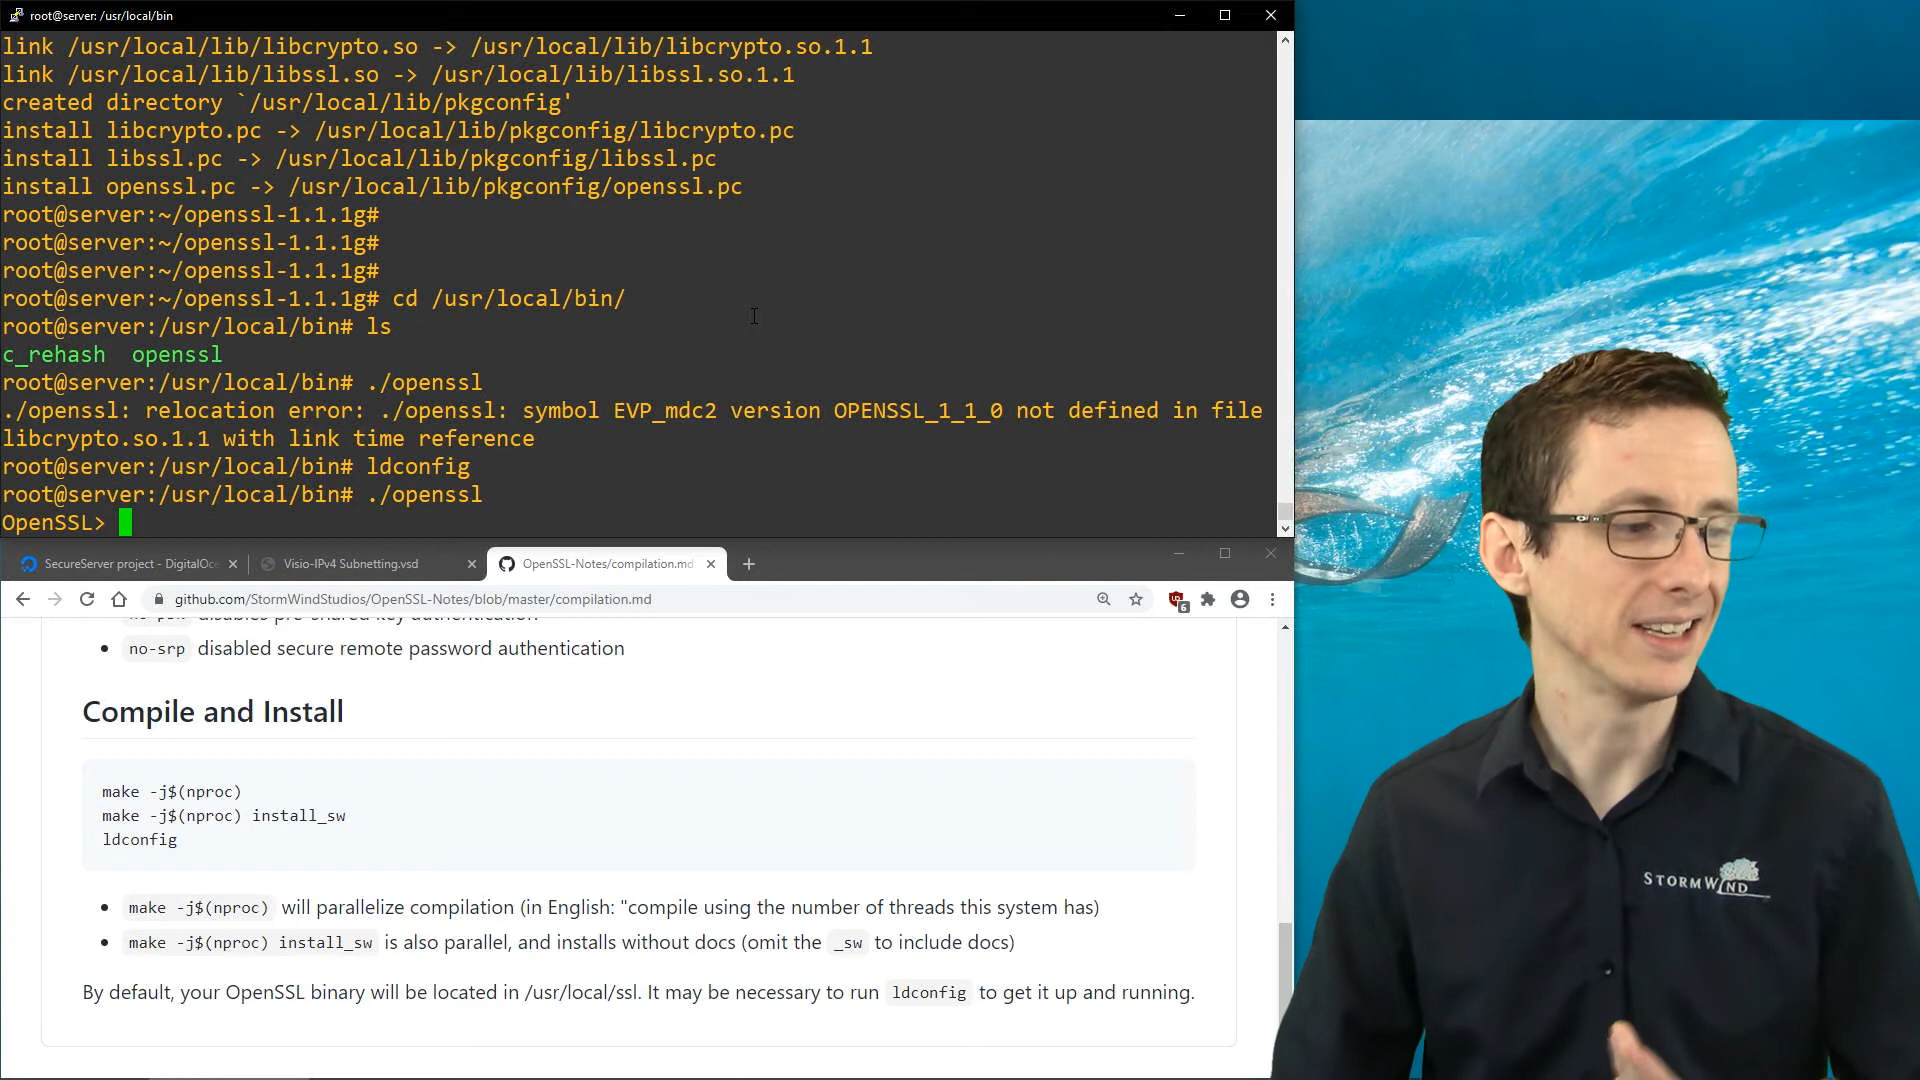 root@server: /usr/local/bin
link /usr/local/lib/libcrypto.so -> /usr/local/lib/libcrypto.so.1.1
link /usr/local/lib/libssl.so -> /usr/local/lib/libssl.so.1.1
created directory `/usr/local/lib/pkgconfig'
install libcrypto.pc -> /usr/local/lib/pkgconfig/libcrypto.pc
install libssl.pc -> /usr/local/lib/pkgconfig/libssl.pc
install openssl.pc -> /usr/local/lib/pkgconfig/openssl.pc
root@server:~/openssl-1.1.1g#
root@server:~/openssl-1.1.1g#
root@server:~/openssl-1.1.1g#
root@server:~/openssl-1.1.1g# cd /usr/local/bin/
root@server:/usr/local/bin# ls
c_rehash openssl
root@server:/usr/local/bin# ./openssl
./openssl: relocation error: ./openssl: symbol EVP_mdc2 version OPENSSL_1_1_0 not defined in file
libcrypto.so.1.1 with link time reference
root@server:/usr/local/bin# ldconfig
root@server:/usr/local/bin# ./openssl
OpenSSL>
SecureServer project - DigitalOce
Visio-IPv4 Subnetting.vsd
OpenSSL-Notes/compilation.md
github.com/StormWindStudios/OpenSSL-Notes/blob/master/compilation.md
6
no-srp disabled secure remote password authentication
Compile and Install
make -j$(nproc)
make -j$(nproc) install_sw
ldconfig
make -j$(nproc) will parallelize compilation (in English: "compile using the number of threads this system has)
make -j$(nproc) install_sw is also parallel, and installs without docs (omit the _sw to include docs)
By default, your OpenSSL binary will be located in /usr/local/ssl. It may be necessary to run ldconfig to get it up and running.
STORMWIND